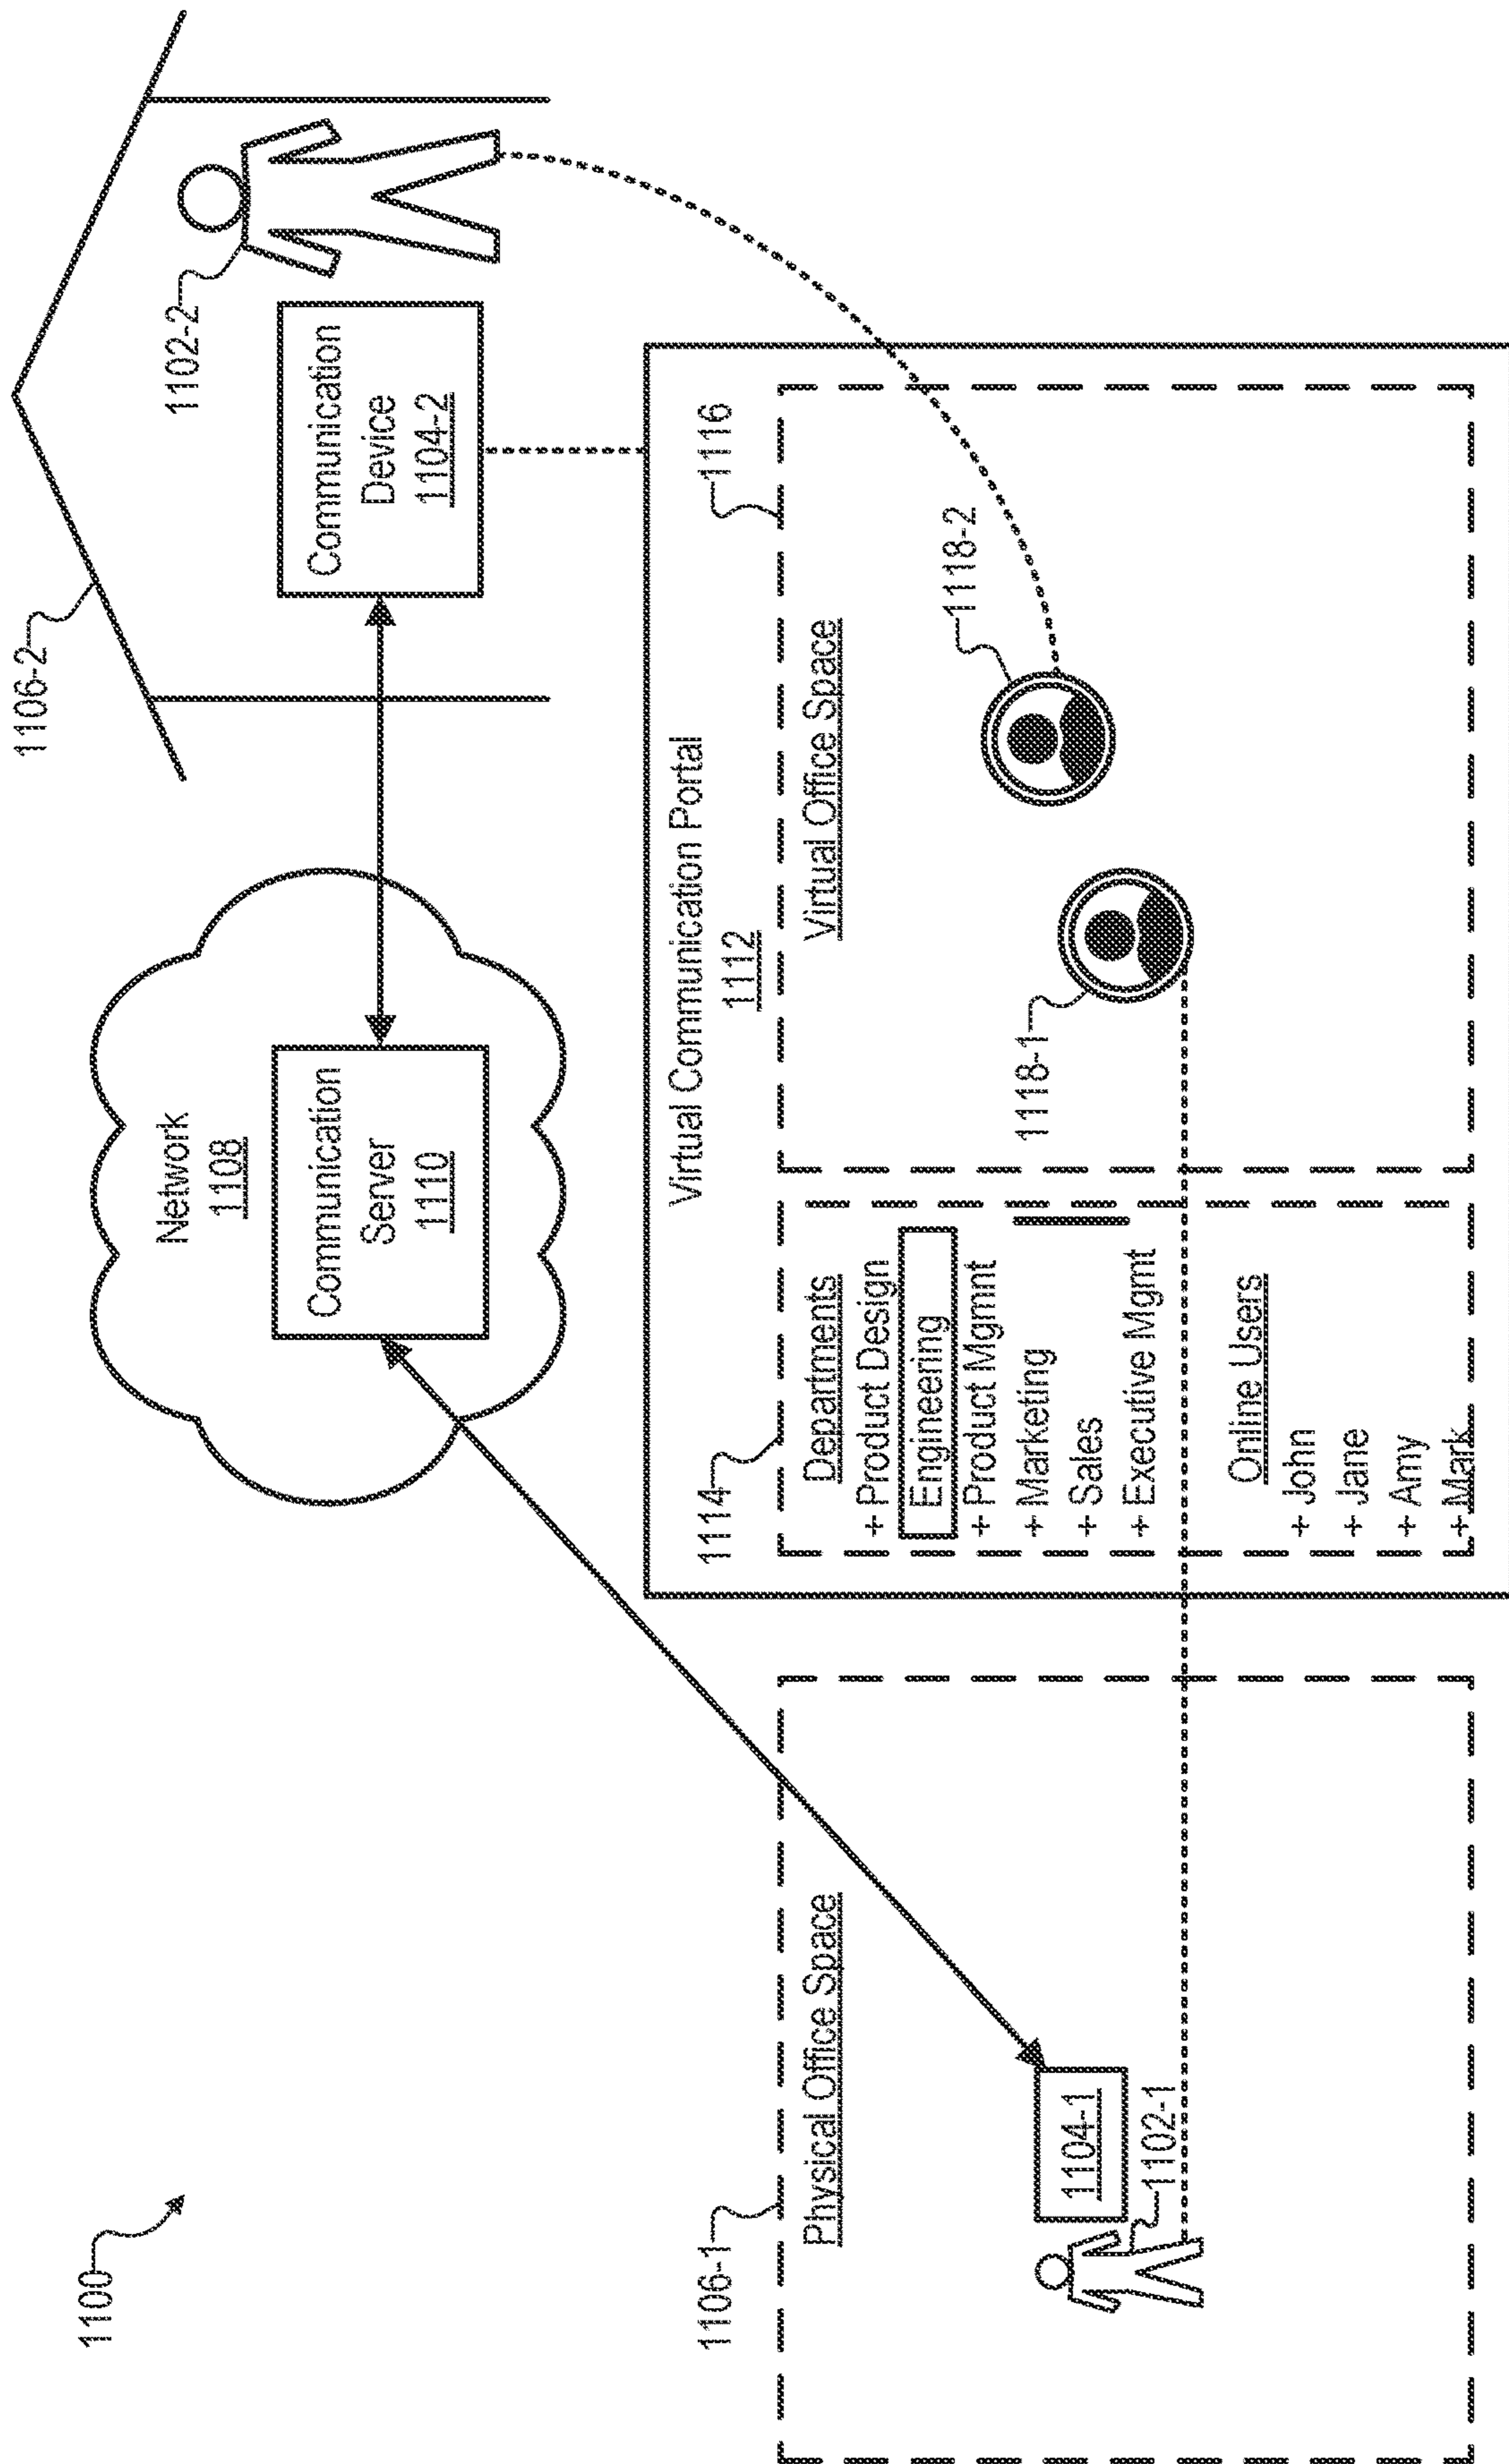 1100
1106-2
1102-2
Network
1108
Communication
Server
1110
Communication
Device
1104-2
1106-1
Physical Office Space
1104-1
1102-1
Virtual Communication Portal
1112
1114
Departments
+ Product Design
Engineering
+ Product Mgmnt
+ Marketing
+ Sales
+ Executive Mgmt
Online Users
+ John
+ Jane
+ Amy
+ Mark
1116
Virtual Office Space
1118-1
1118-2